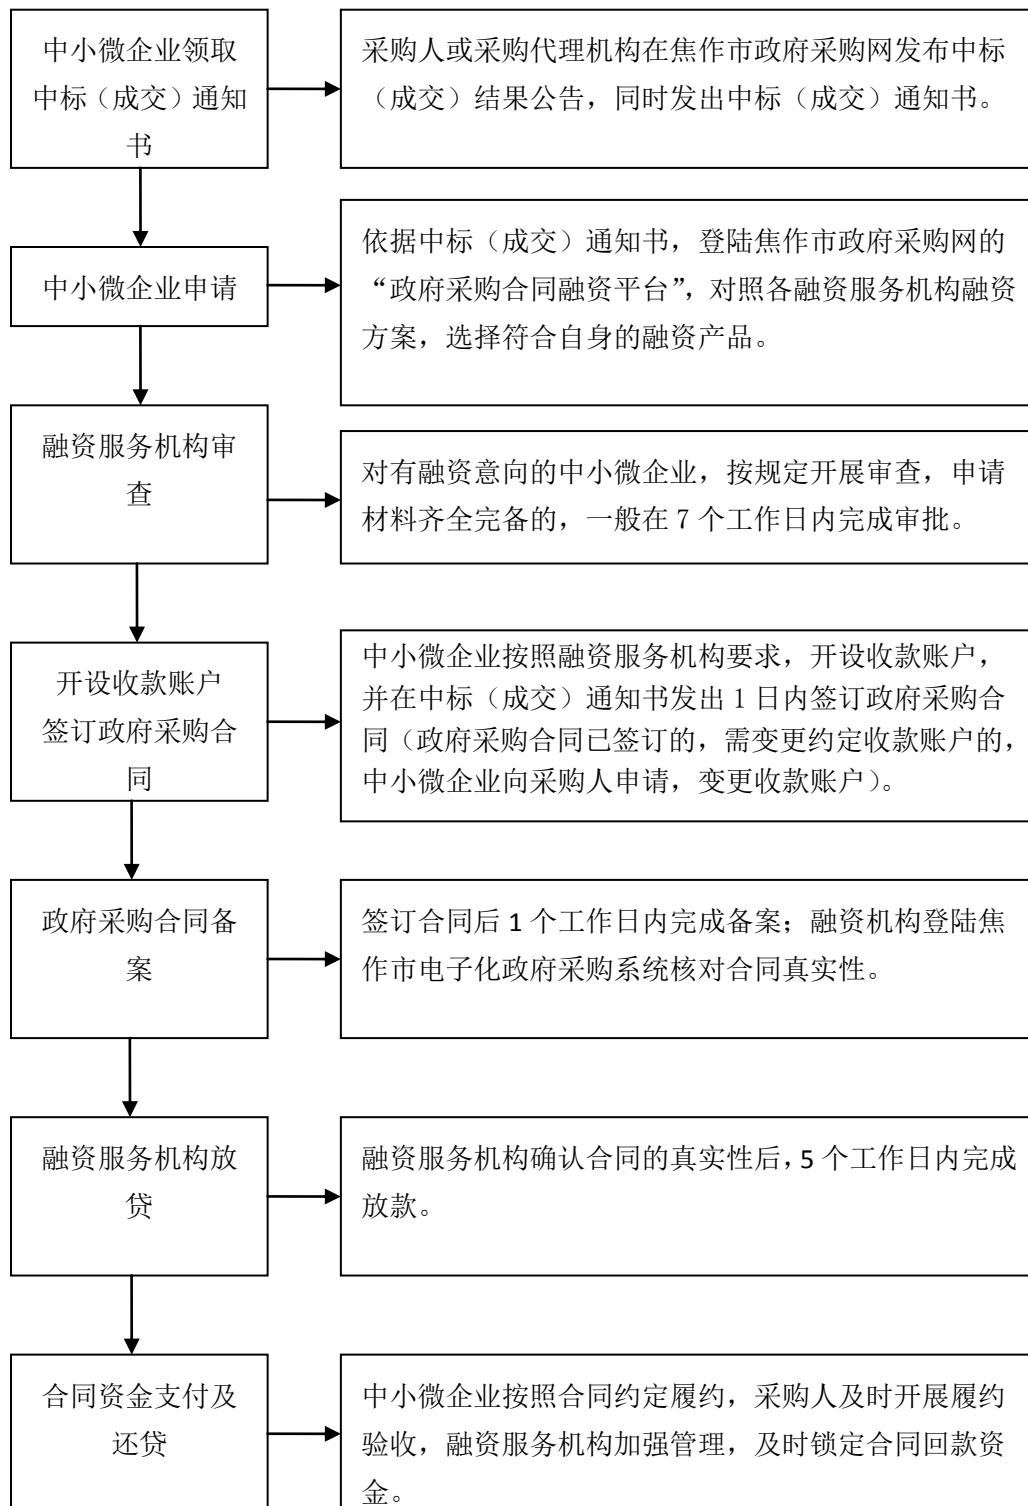 中小微企业领取
中标（成交）通知
书
采购人或采购代理机构在焦作市政府采购网发布中标
（成交）结果公告，同时发出中标（成交）通知书。
中小微企业申请
依据中标（成交）通知书，登陆焦作市政府采购网的
“政府采购合同融资平台”，对照各融资服务机构融资
方案，选择符合自身的融资产品。
融资服务机构审
查
对有融资意向的中小微企业，按规定开展审查，申请
材料齐全完备的，一般在 7 个工作日内完成审批。
开设收款账户
签订政府采购合
同
中小微企业按照融资服务机构要求，开设收款账户，
并在中标（成交）通知书发出 1 日内签订政府采购合
同（政府采购合同已签订的，需变更约定收款账户的，
中小微企业向采购人申请，变更收款账户）。
政府采购合同备
案
签订合同后 1 个工作日内完成备案；融资机构登陆焦
作市电子化政府采购系统核对合同真实性。
融资服务机构放
贷
融资服务机构确认合同的真实性后，5 个工作日内完成
放款。
合同资金支付及
还贷
中小微企业按照合同约定履约，采购人及时开展履约
验收，融资服务机构加强管理，及时锁定合同回款资
金。